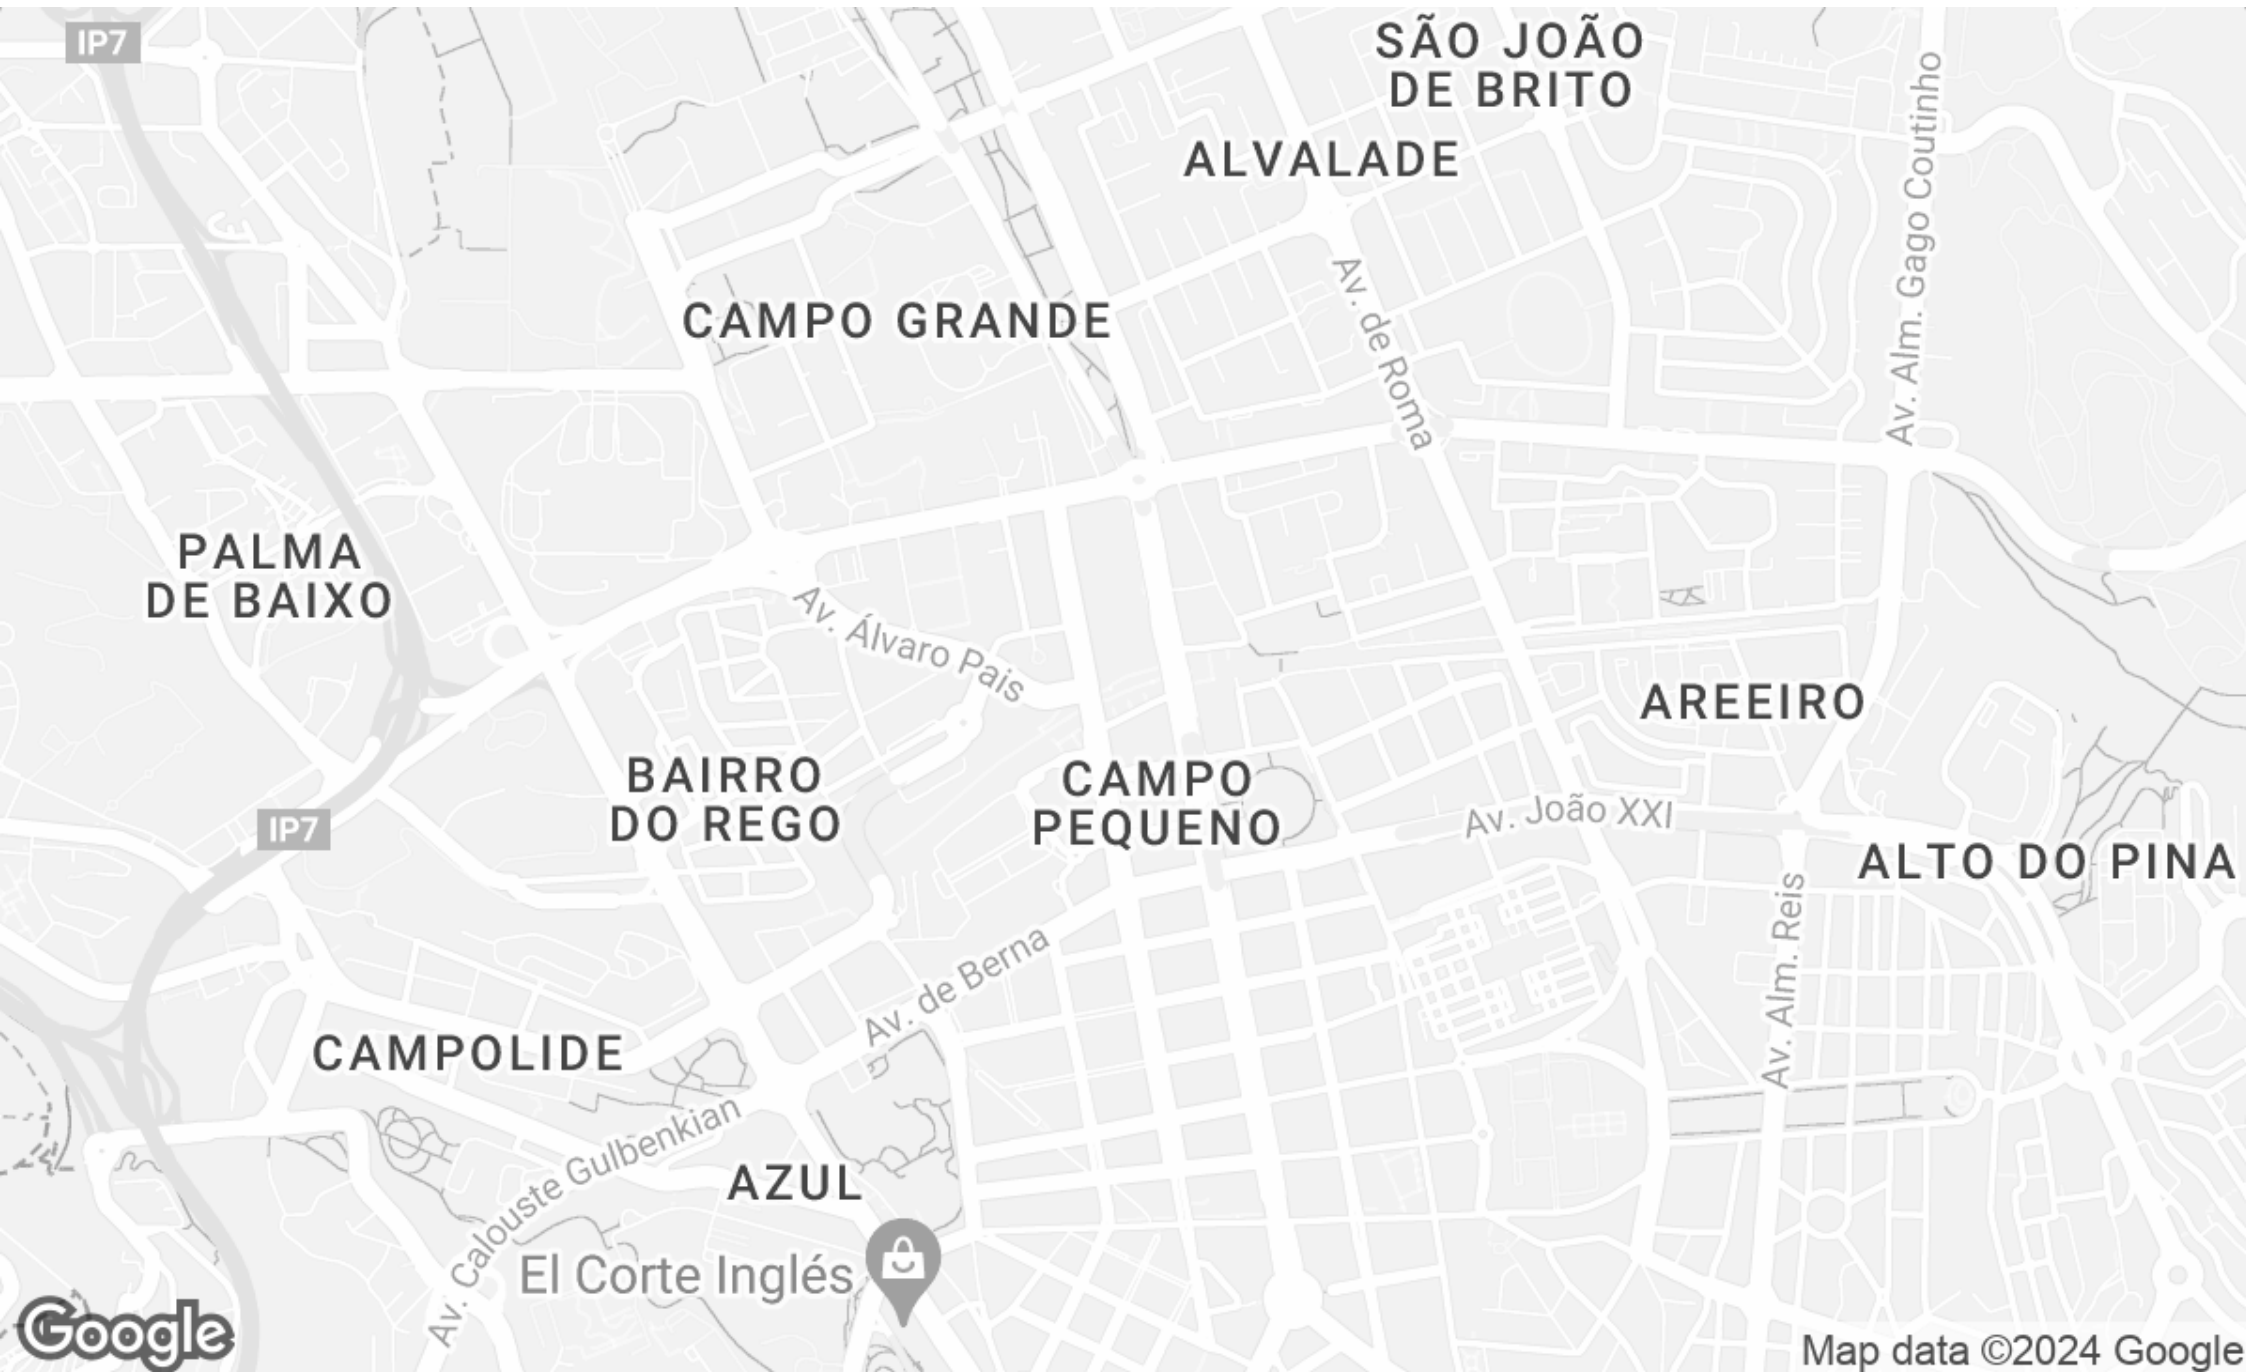 IP7
SÃO JOÃO
DE BRITO
ALVALADE
Av. Alm. Gago Coutinho
CAMPO GRANDE
Av. de Roma
PALMA
DE BAIXO
Av. Álvaro Pais
AREEIRO
BAIRRO
DO REGO
CAMPO
PEQUENO
Av. João XXI
IP7
ALTO DO PINA
Av. de Berna
Av. Alm. Reis
CAMPOLIDE
Av. Calouste Gulbenkian
AZUL
El Corte Inglés
Google
Map data ©2024 Google